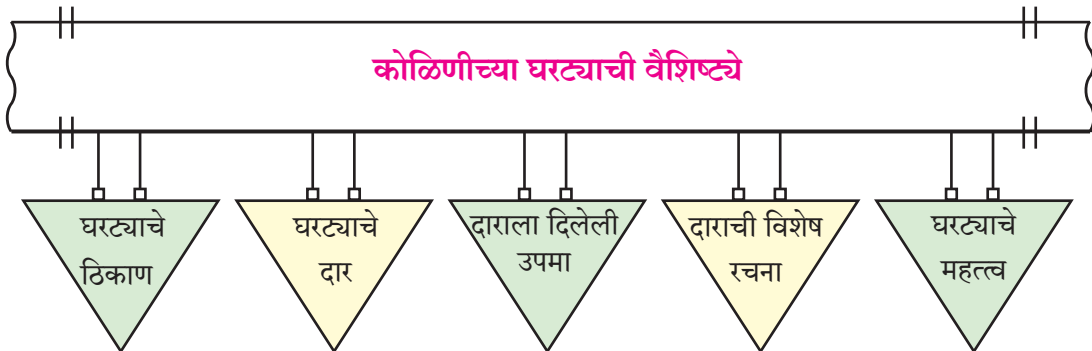 कोळिणीच्या घरट्याची वैशिष्ट्ये
घरट्याचे
ठिकाण
घरट्याचे
दार
दाराला दिलेली
उपमा
दाराची विशेष
रचना
घरट्याचे
महत्त्व